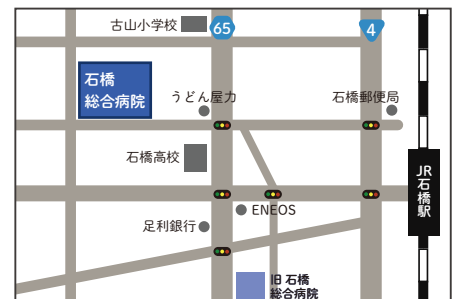 古山小学校
65
4
石橋
総合病院
うどん屋力
石橋郵便局
石橋高校
JR
石橋駅
ENEOS
足利銀行
旧 石橋
総合病院